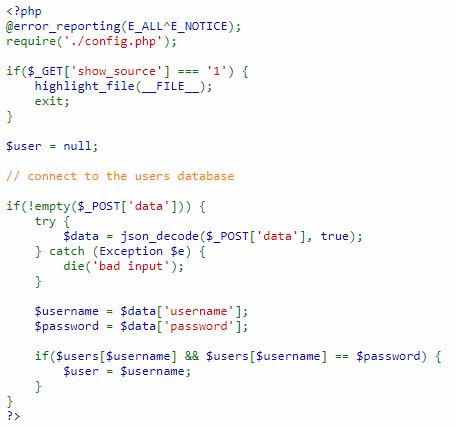 <?php
@error_reporting(E_ALL^E_NOTICE);
require('./config.php');

if($_GET['show_source'] === '1') {
    highlight_file(__FILE__);
    exit;
}

$user = null;

// connect to the users database

if(!empty($_POST['data'])) {
    try {
        $data = json_decode($_POST['data'], true);
    } catch (Exception $e) {
        die('bad input');
    }

    $username = $data['username'];
    $password = $data['password'];

    if($users[$username] && $users[$username] == $password) {
        $user = $username;
    }
}
?>